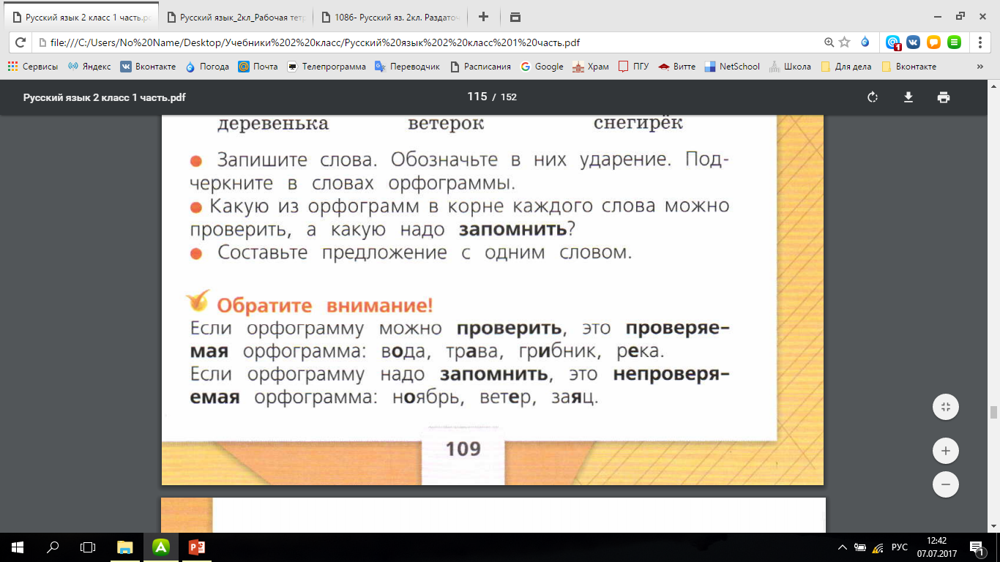 Русский язык 2 класс 1 часть.pdf
Русский язык_2кл_Рабочая тетр
1086- Русский яз. 2кл. Раздаточ
file:///C:/Users/No%20Name/Desktop/Учебники%202%20класс/Русский%20язык%202%20класс%201%20часть.pdf
1
Сервисы Яндекс Вконтакте Погода Почта Телепрограмма Переводчик Расписания Google Храм ПГУ Витте NetSchool Школа Для дела Вконтакте »
Русский язык 2 класс 1 часть.pdf 115 / 152
деревенька ветерок снегирёк
Запишите слова. Обозначьте в них ударение. Под-
черкните в словах орфограммы.
Какую из орфограмм в корне каждого слова можно
проверить, а какую надо запомнить?
Составьте предложение с одним словом.
Обратите внимание!
Если орфограмму можно проверить, это проверяе-
мая орфограмма: вода, трава, грибник, река.
Если орфограмму надо запомнить, это непроверя-
емая орфограмма: ноябрь, ветер, заяц.
109
РУС
12:42
07.07.2017
1